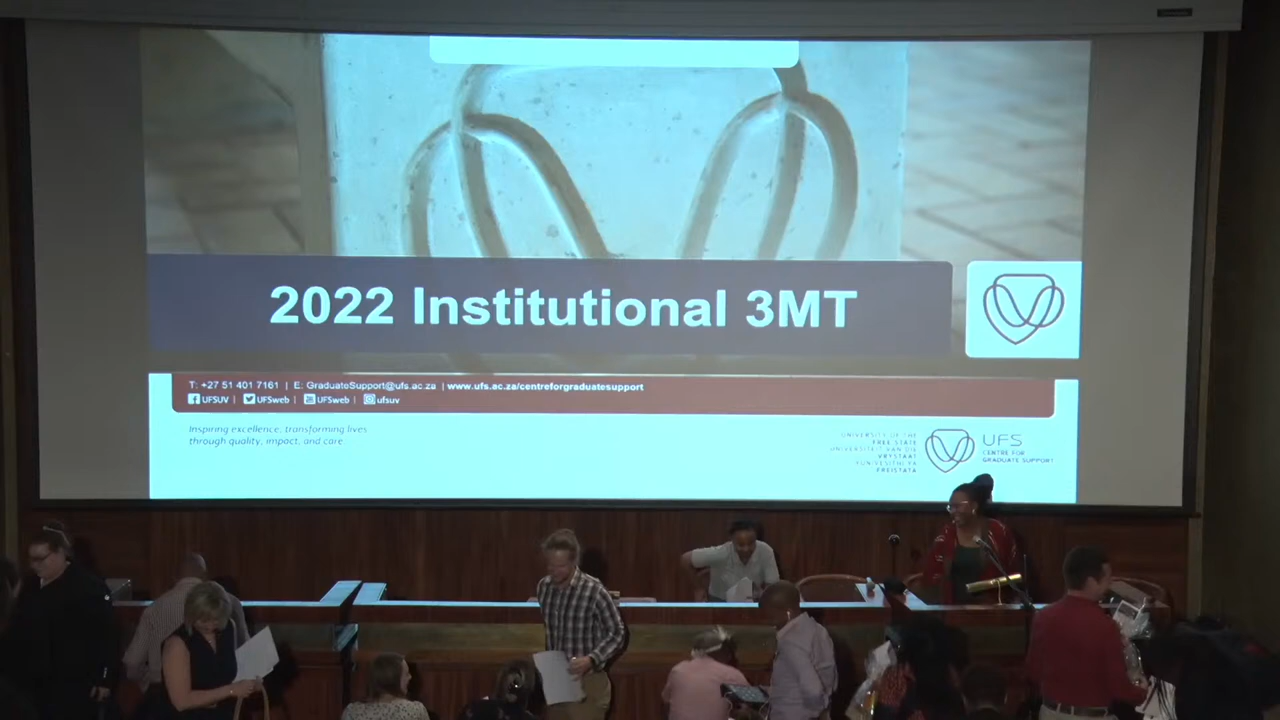 2022 Institutional 3MT
T: +27 51 401 7161 | E: GraduateSupport@ufs.ac.za | www.ufs.ac.za/centreforgraduatesupport
UFSUV | UFSweb | UFSweb | ufsuv
Inspiring excellence, transforming lives
through quality, impact, and care.
UNIVERSITY OF THE
FREE STATE
UNIVERSITEIT VAN DIE
VRYSTAAT
YUNIVESITHI YA
FREISTATA
UFS
CENTRE FOR
GRADUATE SUPPORT